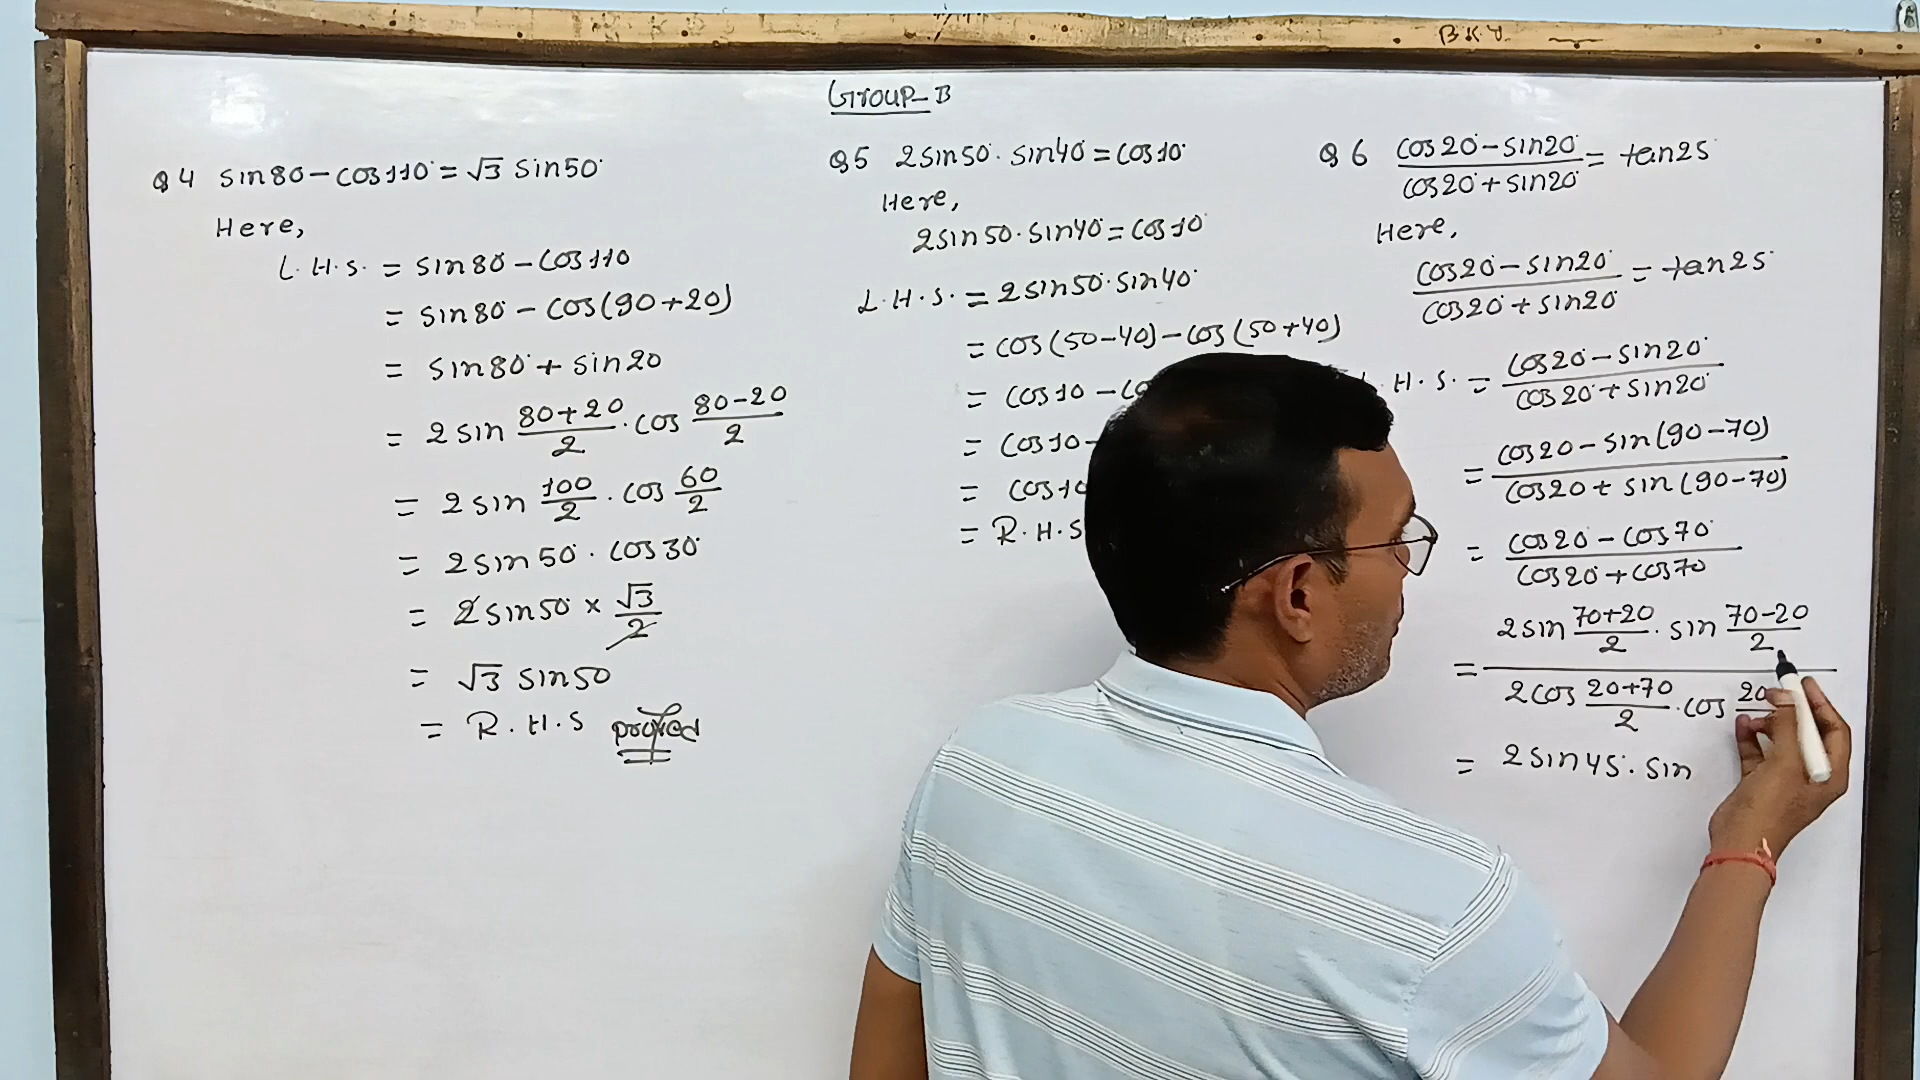 B K Y
Group-B
Q4 sin80° - cos110° = √3 sin50°
Here,
L.H.S. = sin80° - cos110
= sin80° - cos(90+20)
= sin80° + sin20
= 2sin (80+20)/2 · cos (80-20)/2
= 2sin 100/2 · cos 60/2
= 2sin50° · cos30°
= 2sin50° × √3/2
= √3 sin50
= R.H.S proved
Q5 2sin50° · sin40° = cos10°
Here,
2sin50° · sin40° = cos10°
L.H.S. = 2sin50° · sin40°
= cos(50-40) - cos(50+40)
= cos10 -
= cos10 -
= cos10
= R.H.S
Q6 (cos20° - sin20°)/(cos20° + sin20°) = tan25°
Here,
(cos20° - sin20°)/(cos20° + sin20°) = tan25°
H.S. = (cos20° - sin20°)/(cos20° + sin20°)
= (cos20 - sin(90-70))/(cos20 + sin(90-70))
= (cos20° - cos70°)/(cos20° + cos70)
= (2sin (70+20)/2 · sin (70-20)/2)/(2cos (20+70)/2 · cos 20
= 2sin45° · sin